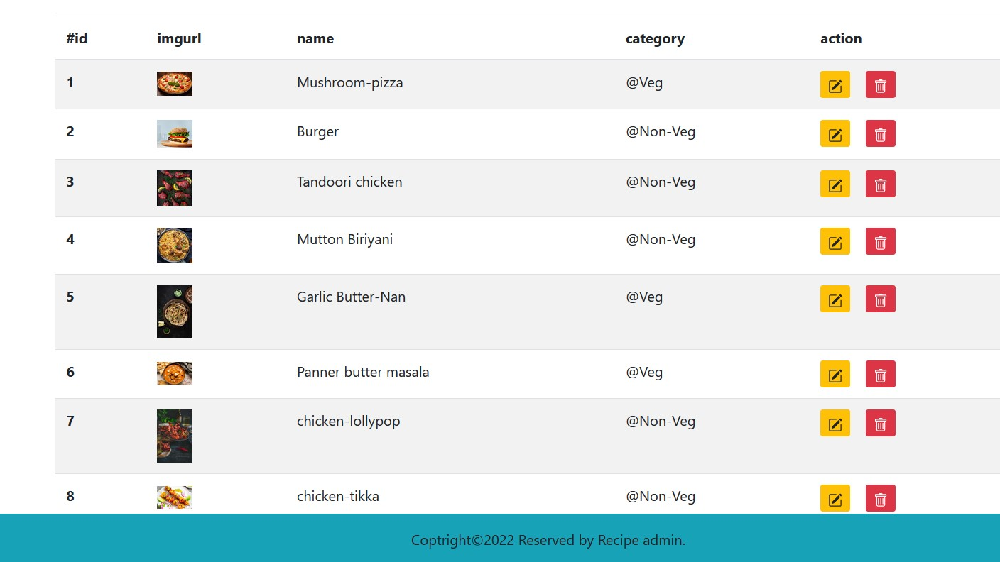 #id imgurl name category action
1 Mushroom-pizza @Veg
2 Burger @Non-Veg
3 Tandoori chicken @Non-Veg
4 Mutton Biriyani @Non-Veg
5 Garlic Butter-Nan @Veg
6 Panner butter masala @Veg
7 chicken-lollypop @Non-Veg
8 chicken-tikka @Non-Veg
Coptright©2022 Reserved by Recipe admin.